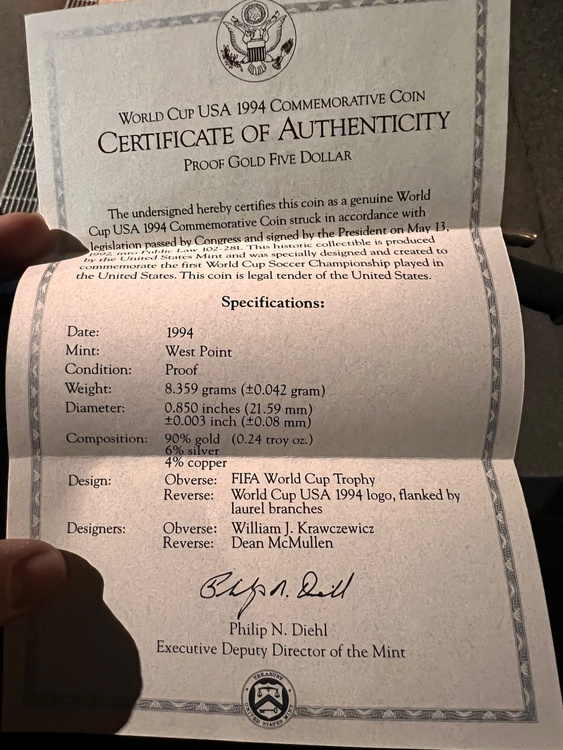 WORLD CUP USA 1994 COMMEMORATIVE COIN
CERTIFICATE OF AUTHENTICITY
PROOF GOLD FIVE DOLLAR
The undersigned hereby certifies this coin as a genuine World
Cup USA 1994 Commemorative Coin struck in accordance with
legislation passed by Congress and signed by the President on May 13,
1992, into Public Law 102-281. This historic collectible is produced
by the United States Mint and was specially designed and created to
commemorate the first World Cup Soccer Championship played in
the United States. This coin is legal tender of the United States.
Specifications:
Date: 1994
Mint: West Point
Condition: Proof
Weight: 8.359 grams (±0.042 gram)
Diameter: 0.850 inches (21.59 mm)
±0.003 inch (±0.08 mm)
Composition: 90% gold (0.24 troy oz.)
6% silver
4% copper
Design: Obverse: FIFA World Cup Trophy
Reverse: World Cup USA 1994 logo, flanked by
laurel branches
Designers: Obverse: William J. Krawczewicz
Reverse: Dean McMullen
Philip N. Diehl
Philip N. Diehl
Executive Deputy Director of the Mint
TREASURY
UNITED STATES MINT